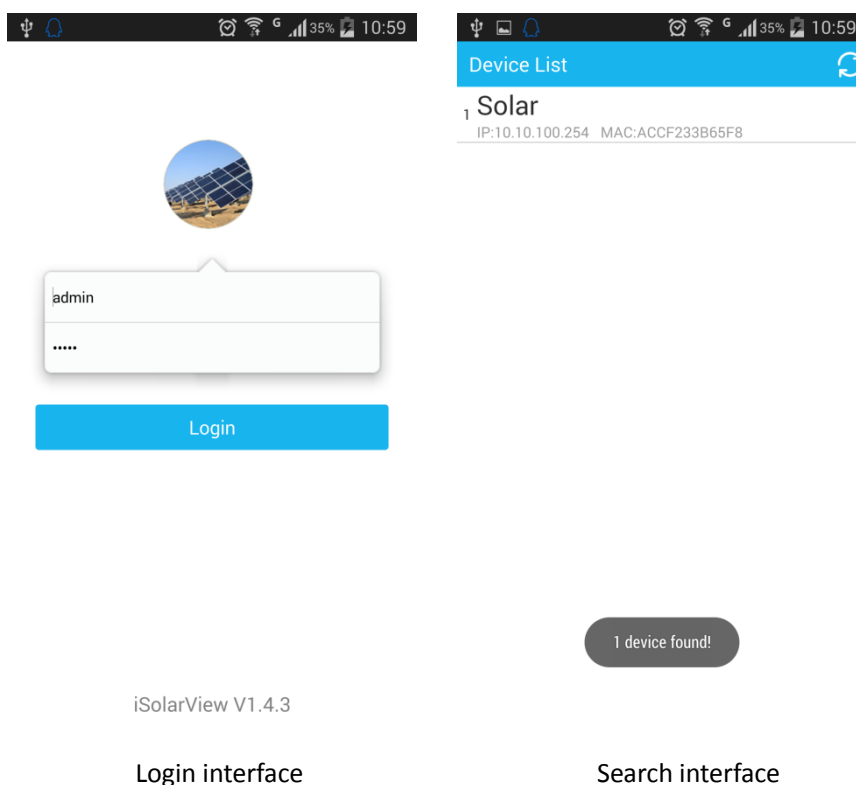 G 35% 10:59
admin
•••••
Login
iSolarView V1.4.3
Login interface
G 35% 10:59
Device List
1 Solar
IP:10.10.100.254 MAC:ACCF233B65F8
1 device found!
Search interface